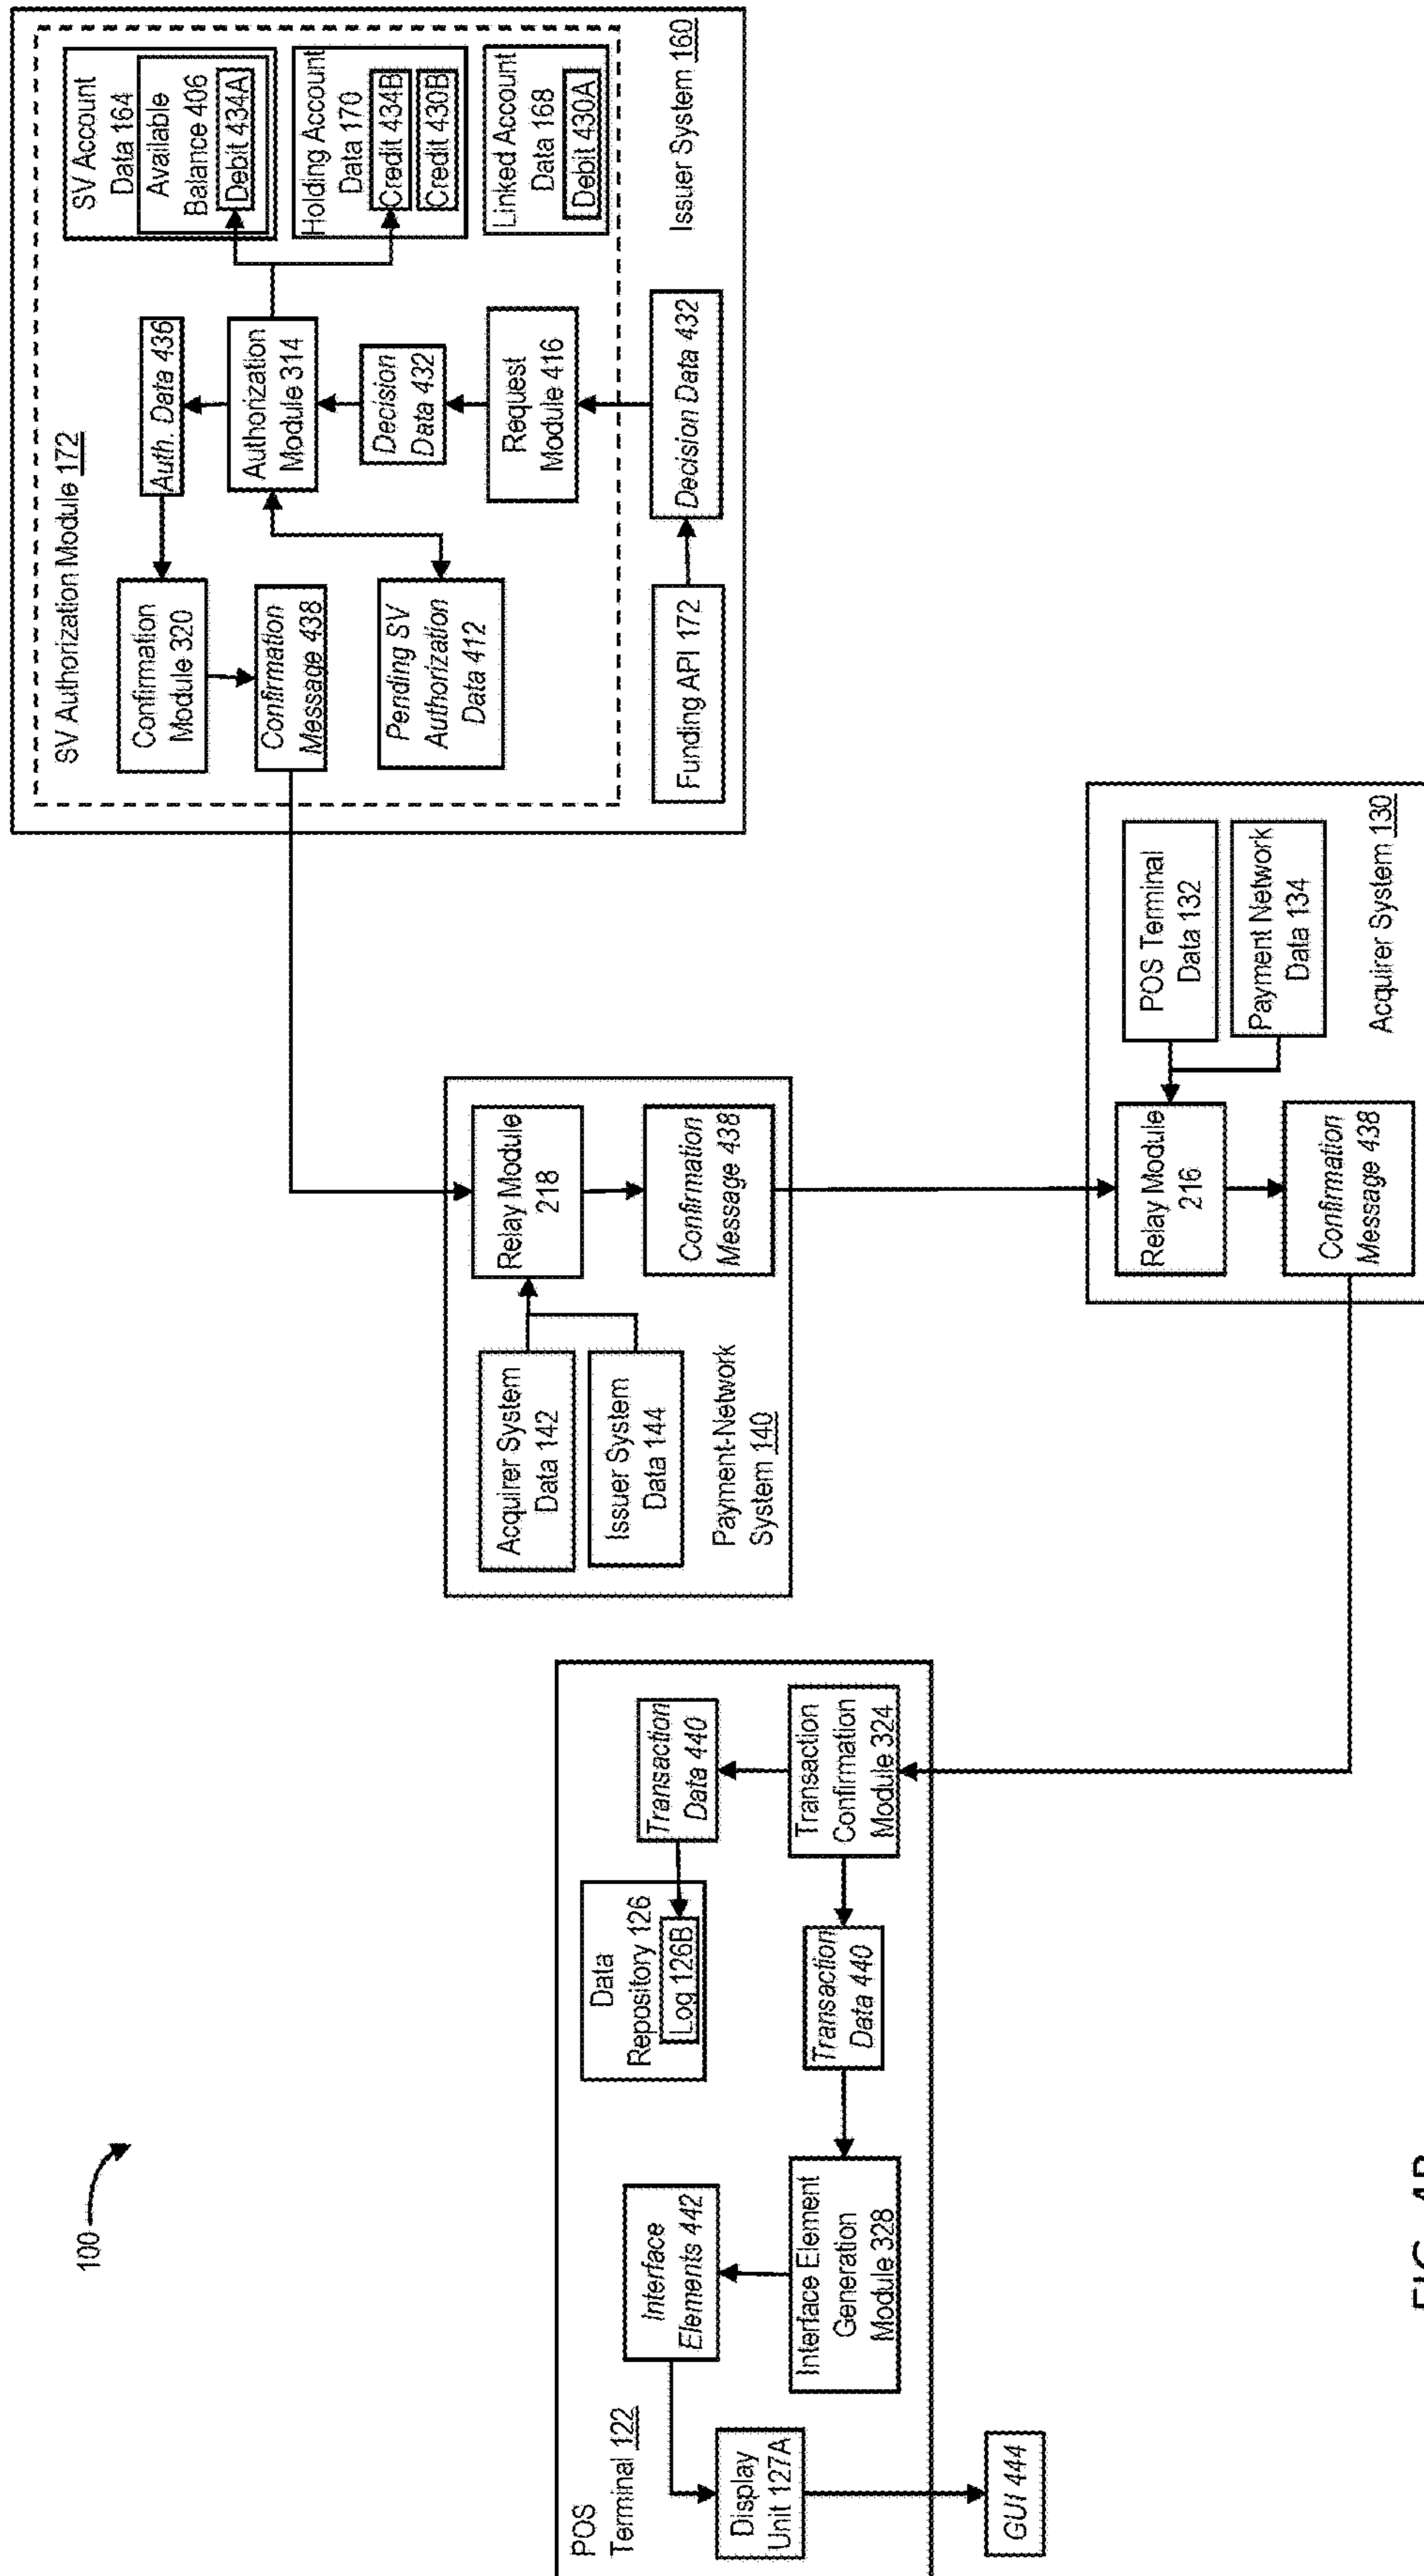 100
POS
Terminal 122
Display
Unit 127A
GUI 444
Interface
Elements 442
Interface Element
Generation
Module 328
Data
Repository 126
Log 126B
Transaction
Data 440
Transaction
Data 440
Transaction
Confirmation
Module 324
Acquirer System
Data 142
Issuer System
Data 144
Payment-Network
System 140
Relay Module
218
Confirmation
Message 438
Relay Module
216
Confirmation
Message 438
POS Terminal
Data 132
Payment Network
Data 134
Acquirer System 130
SV Authorization Module 172
Confirmation
Module 320
Confirmation
Message 438
Pending SV
Authorization
Data 412
Funding API 172
Auth. Data 436
Authorization
Module 314
Decision
Data 432
Request
Module 416
Decision Data 432
SV Account
Data 164
Available
Balance 406
Debit 434A
Holding Account
Data 170
Credit 434B
Credit 430B
Linked Account
Data 168
Debit 430A
Issuer System 160